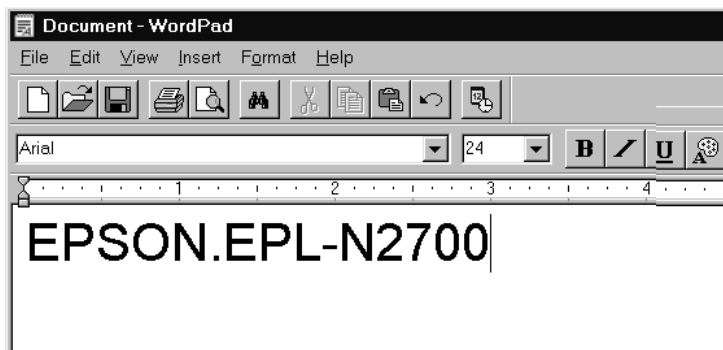 Document - WordPad
File Edit View Insert Format Help
Arial 24 B I U A
1 2 3 4
EPSON.EPL-N2700